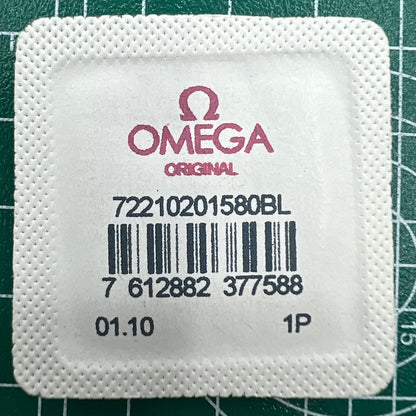 Ω
OMEGA
ORIGINAL
72210201580BL
7 612882 377588
01.10 1P